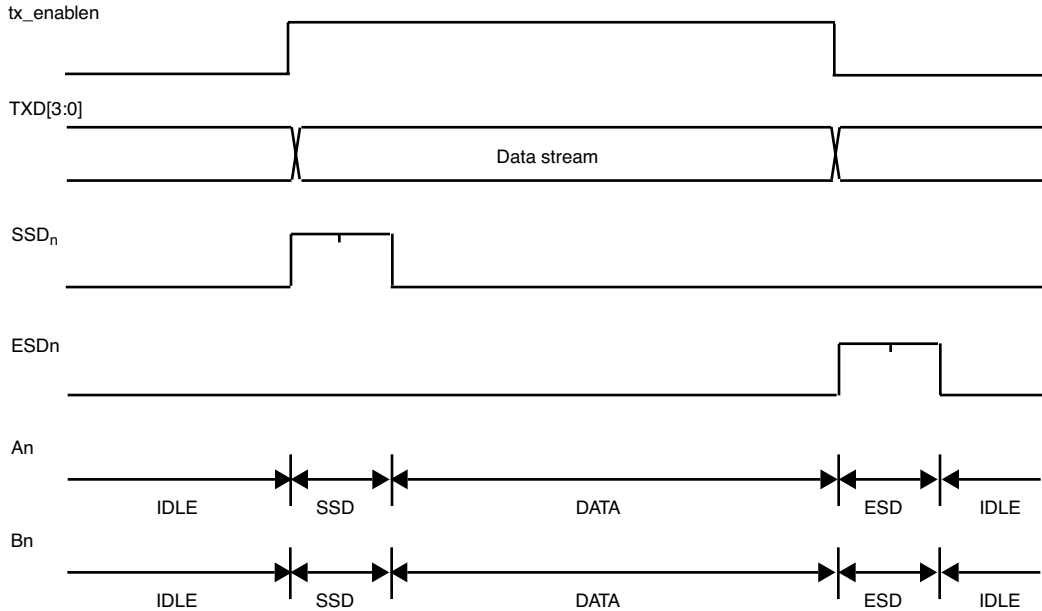 tx_enablen
TXD[3:0]
Data stream
SSDn
ESDn
An
IDLE SSD DATA ESD IDLE
Bn
IDLE SSD DATA ESD IDLE